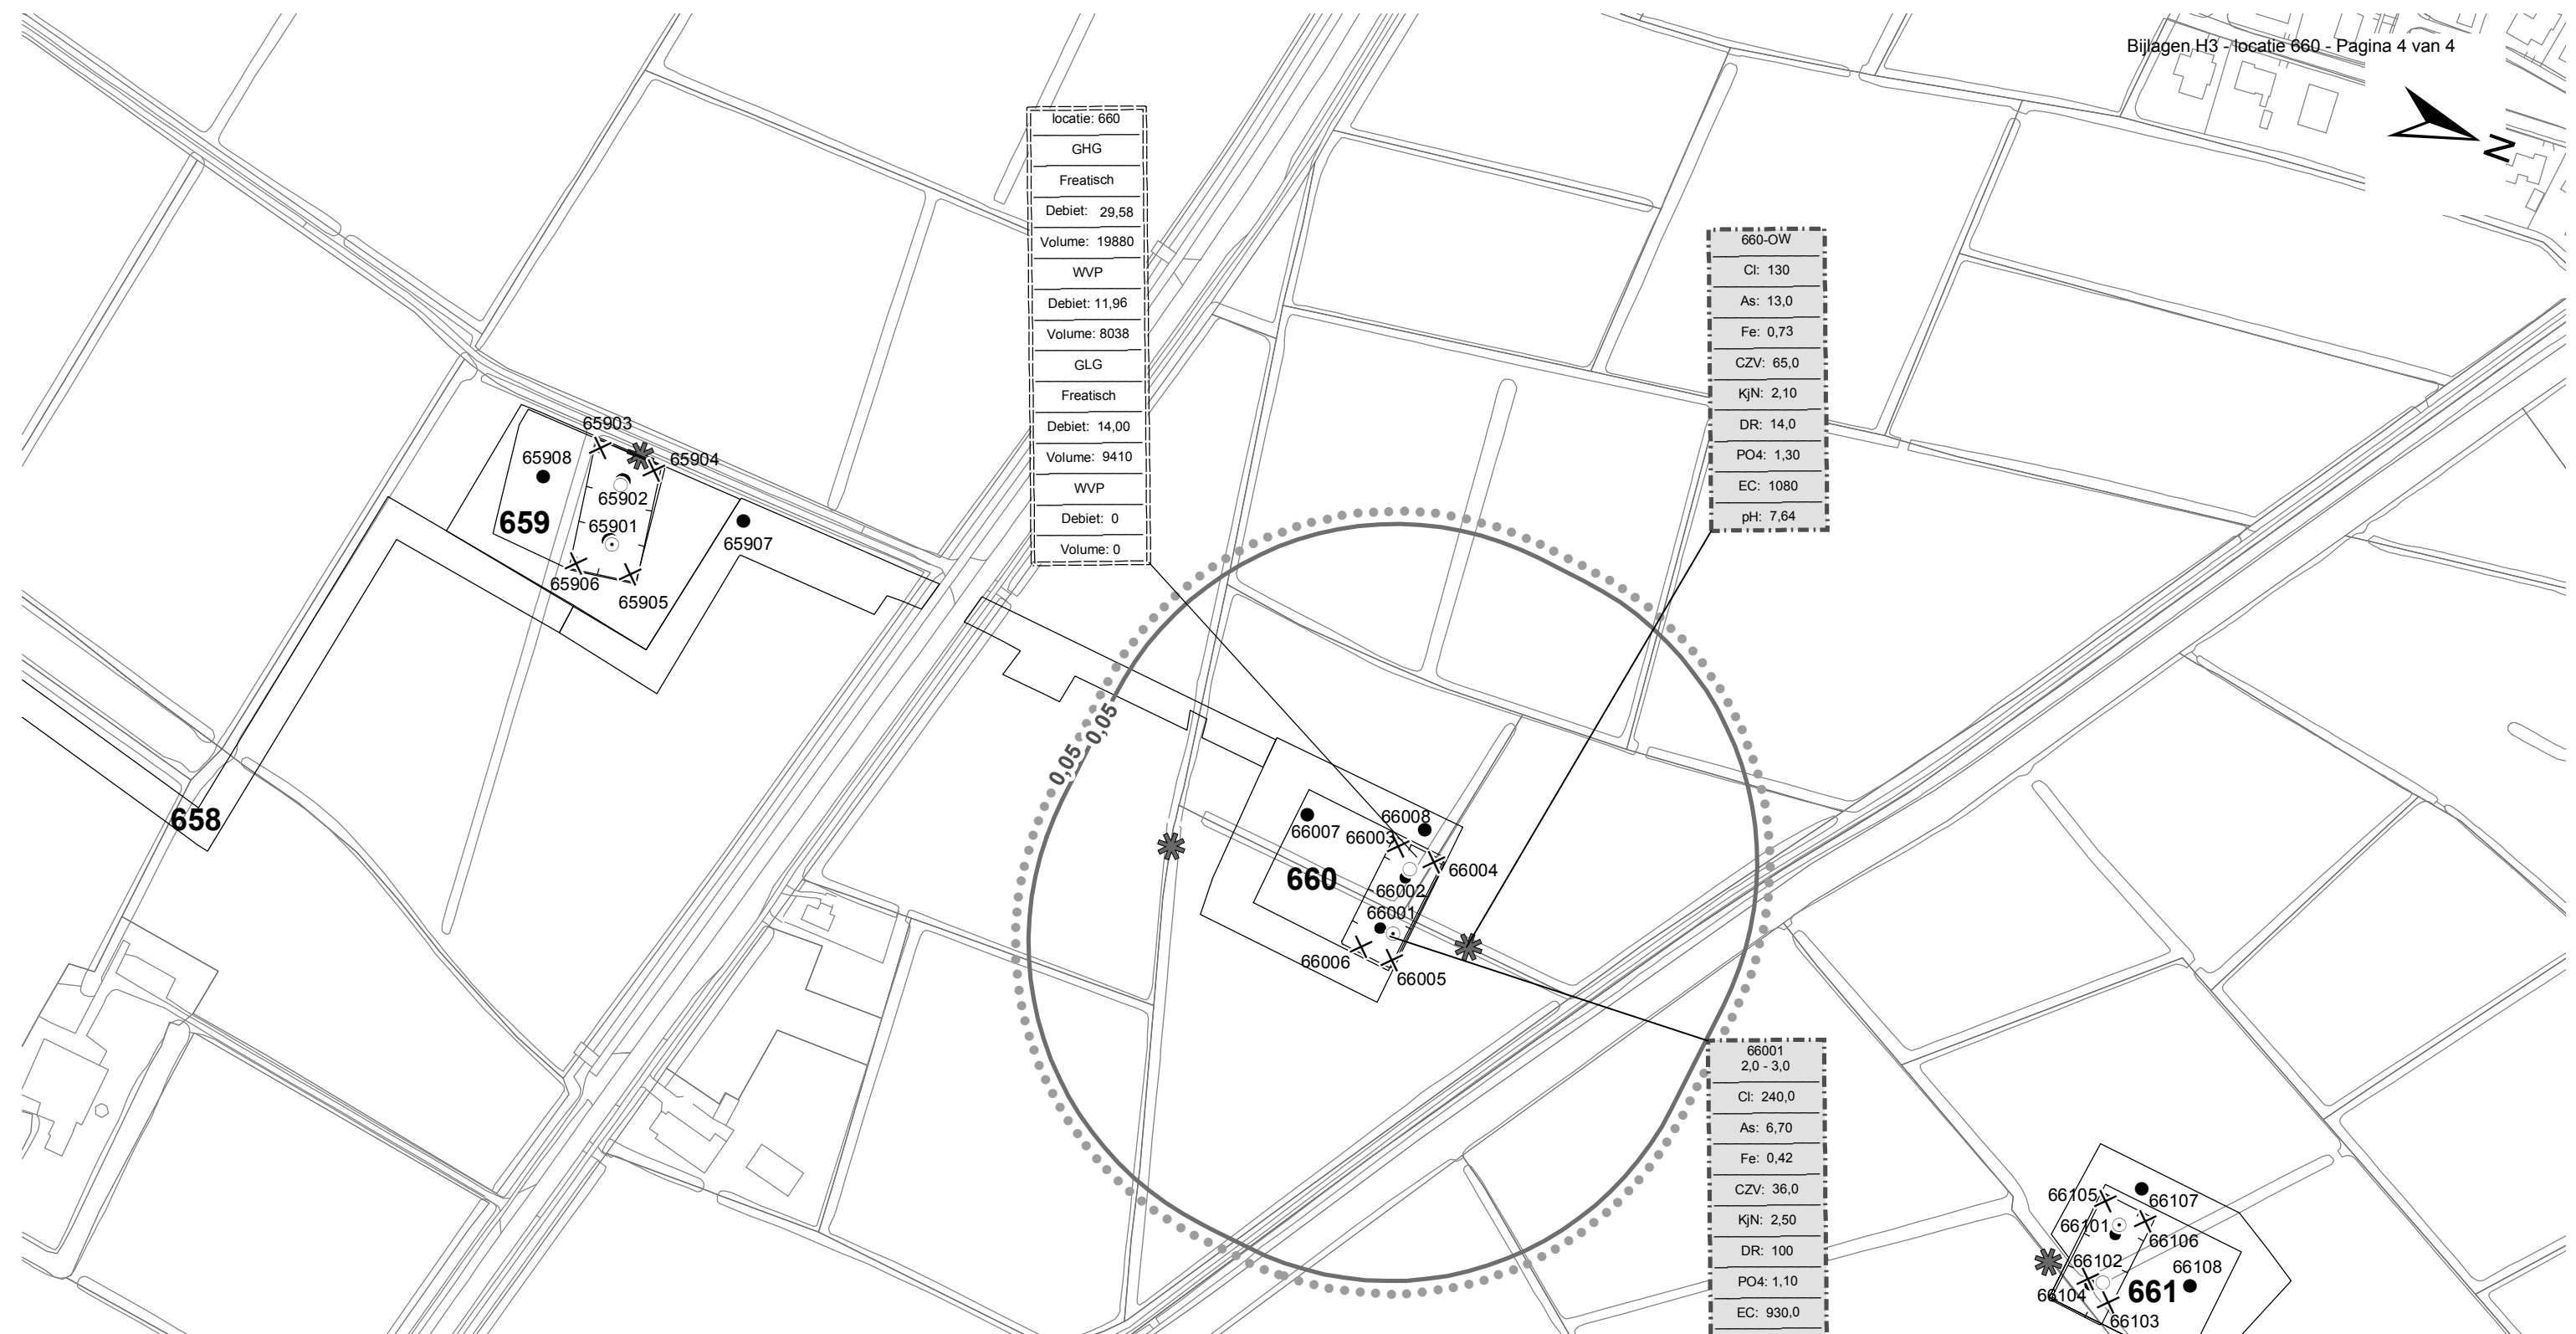 Bijlagen H3 - locatie 660 - Pagina 4 van 4
N
locatie: 660
GHG
Freatisch
Debiet: 29,58
Volume: 19880
WVP
Debiet: 11,96
Volume: 8038
GLG
Freatisch
Debiet: 14,00
Volume: 9410
WVP
Debiet: 0
Volume: 0
660-OW
Cl: 130
As: 13,0
Fe: 0,73
CZV: 65,0
KjN: 2,10
DR: 14,0
PO4: 1,30
EC: 1080
pH: 7,64
65903
65908
65904
65902
659
65901
65907
65906
65905
658
0,05
0,05
66008
66007
66003
66004
660
66002
66001
66006
66005
66001
2,0 - 3,0
Cl: 240,0
As: 6,70
Fe: 0,42
CZV: 36,0
KjN: 2,50
DR: 100
PO4: 1,10
EC: 930,0
66105
66107
66101
66106
66102
66108
66104
661
66103